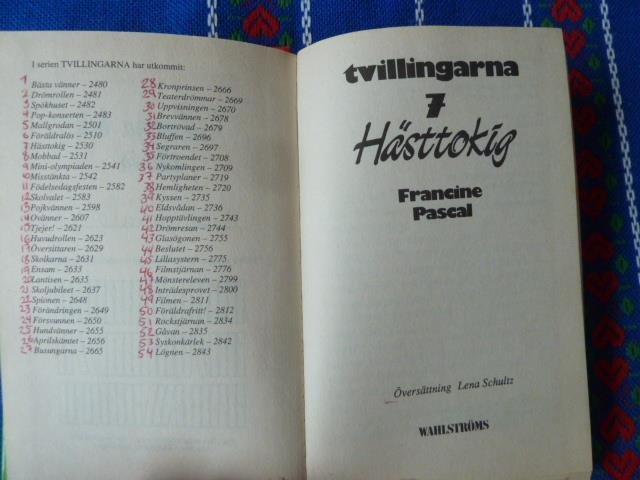 I serien TVILLINGARNA har utkommit:
1 Bästa vänner – 2480
2 Drömrollen – 2481
3 Spökhuset – 2482
4 Pop-konserten – 2483
5 Mallgrodan – 2501
6 Föräldralös – 2510
7 Hästtokig – 2530
8 Mobbad – 2531
9 Mini-olympiaden – 2541
10 Misstänkta – 2542
11 Födelsedagsfesten – 2582
12 Skolvalet – 2583
13 Pojkvännen – 2598
14 Ovänner – 2607
15 Tjejer! – 2621
16 Huvudrollen – 2623
17 Översittaren – 2629
18 Skolkarna – 2631
19 Ensam – 2633
20 Lantisen – 2635
21 Skoljubileet – 2637
22 Spionen – 2648
23 Förändringen – 2649
24 Försvunnen – 2650
25 Hundvänner – 2655
26 Aprilskämtet – 2656
27 Busungarna – 2665
28 Kronprinsen – 2666
29 Teaterdrömmar – 2669
30 Uppvisningen – 2670
31 Brevvännen – 2678
32 Bortrövad – 2679
33 Bluffen – 2696
34 Segraren – 2697
35 Förtroendet – 2708
36 Nykomlingen – 2709
37 Partyplaner – 2719
38 Hemligheten – 2720
39 Kyssen – 2735
40 Eldsvådan – 2736
41 Hopptävlingen – 2743
42 Drömresan – 2744
43 Glasögonen – 2755
44 Beslutet – 2756
45 Lillasystern – 2775
46 Filmstjärnan – 2776
47 Mönstereleven – 2799
48 Inträdesprovet – 2800
49 Filmen – 2811
50 Föräldrafritt! – 2812
51 Rockstjärnan – 2834
52 Gåvan – 2835
53 Syskonkärlek – 2842
54 Lögnen – 2843
tvillingarna
7
Hästtokig
Francine
Pascal
Översättning Lena Schultz
WAHLSTRÖMS